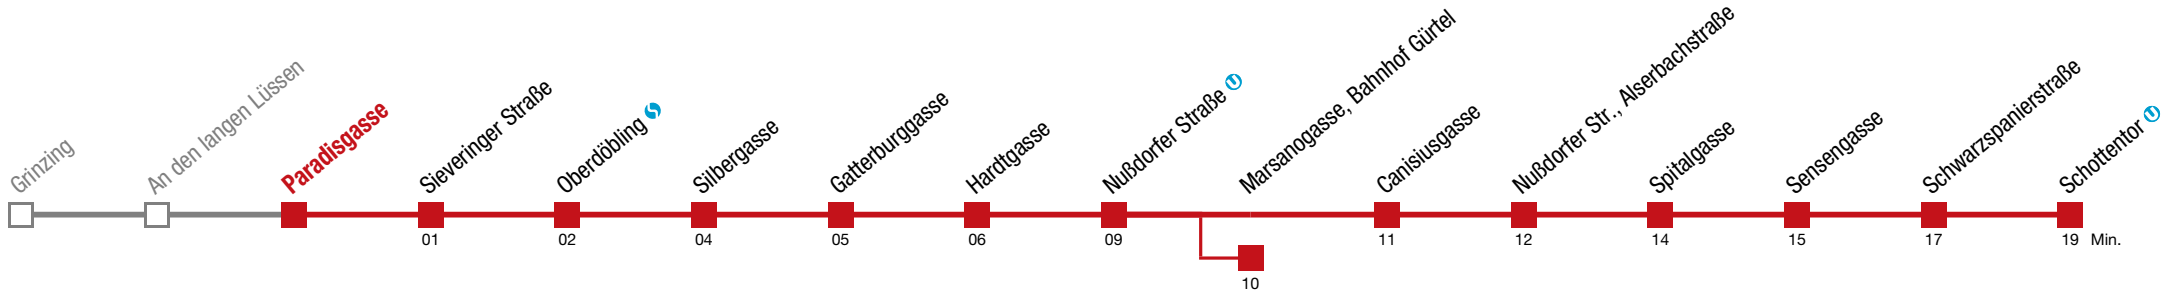 Grinzing
An den langen Lüssen
Paradisgasse
Sieveringer Straße
Oberdöbling
Silbergasse
Gatterburggasse
Hardtgasse
Nußdorfer Straße U
Marsanogasse, Bahnhof Gürtel
Canisiusgasse
Nußdorfer Str., Alserbachstraße
Spitalgasse
Sensengasse
Schwarzspanierstraße
Schottentor U
01 02 04 05 06 09 11 12 14 15 17 19 Min.
10